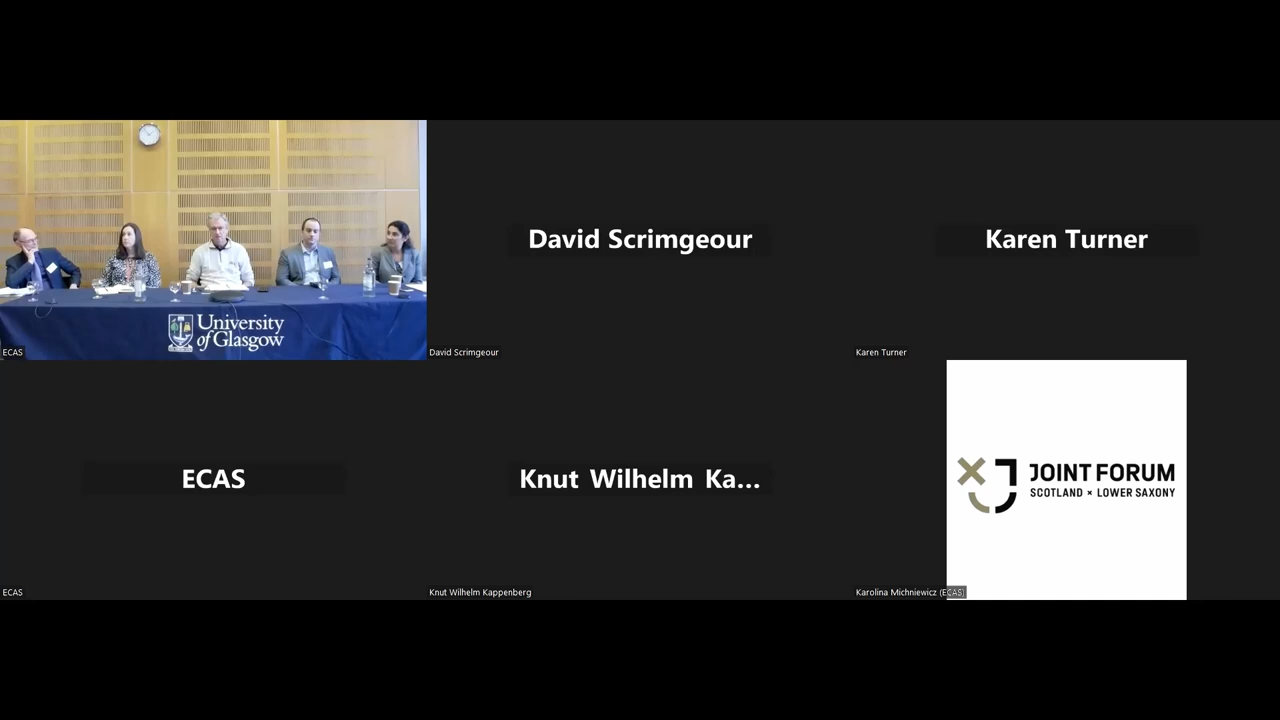 University
of Glasgow
ECAS
David Scrimgeour
David Scrimgeour
Karen Turner
Karen Turner
ECAS
ECAS
Knut Wilhelm Ka...
Knut Wilhelm Kappenberg
JOINT FORUM
SCOTLAND × LOWER SAXONY
Karolina Michniewicz (ECAS)